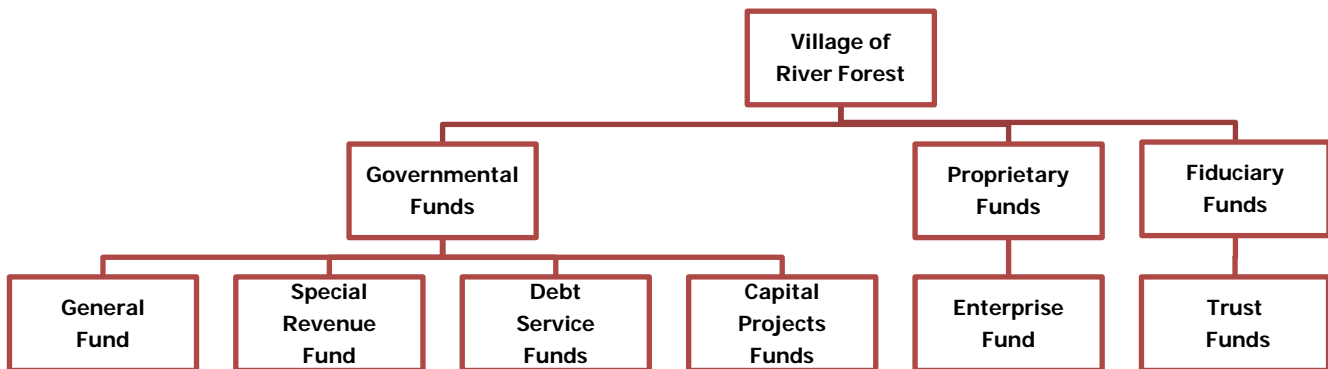 Village of
River Forest
Governmental
Funds
Proprietary
Funds
Fiduciary
Funds
General
Fund
Special
Revenue
Fund
Debt
Service
Funds
Capital
Projects
Funds
Enterprise
Fund
Trust
Funds